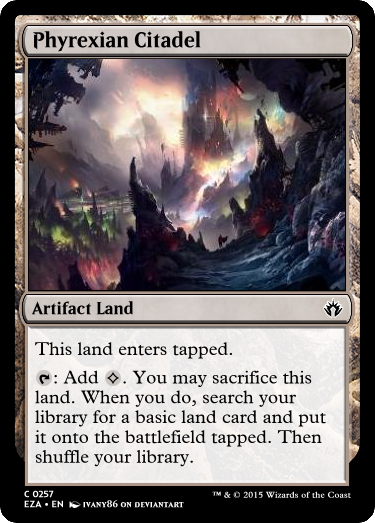 Phyrexian Citadel
Artifact Land
This land enters tapped.
: Add . You may sacrifice this
land. When you do, search your
library for a basic land card and put
it onto the battlefield tapped. Then
shuffle your library.
C 0257
EZA • EN IVANY86 ON DEVIANTART
™ & © 2015 Wizards of the Coast